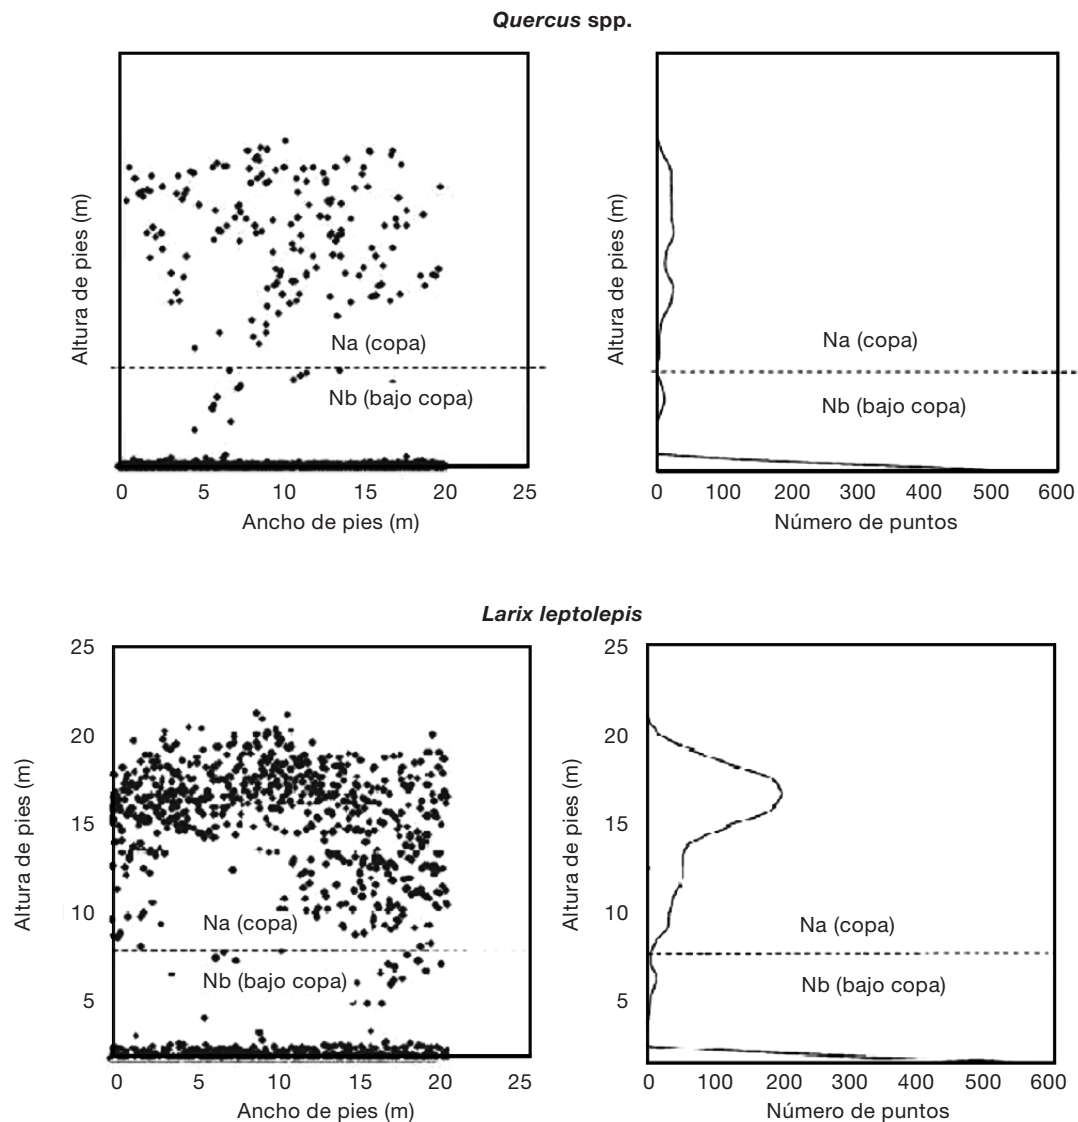 Quercus spp.
Altura de pies (m)
Na (copa)
Nb (bajo copa)
0 5 10 15 20 25
Ancho de pies (m)
Altura de pies (m)
Na (copa)
Nb (bajo copa)
0 100 200 300 400 500 600
Número de puntos
Larix leptolepis
Altura de pies (m)
25
20
15
10
5
Na (copa)
Nb (bajo copa)
0 5 10 15 20 25
Ancho de pies (m)
Altura de pies (m)
25
20
15
10
5
Na (copa)
Nb (bajo copa)
0 100 200 300 400 500 600
Número de puntos